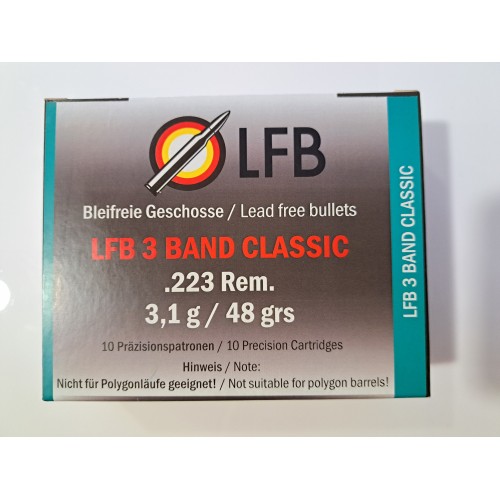 LFB
Bleifreie Geschosse / Lead free bullets
LFB 3 BAND CLASSIC
.223 Rem.
3,1 g / 48 grs
10 Präzisionspatronen / 10 Precision Cartridges
Hinweis / Note:
Nicht für Polygonläufe geeignet! / Not suitable for polygon barrels!
LFB 3 BAND CLASSIC